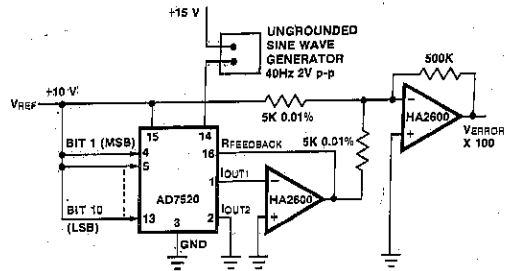 +15 V
UNGROUNDED
SINE WAVE
GENERATOR
40Hz 2V p-p
500K
+10 V
VREF
5K 0.01%
HA2600
VERROR
X 100
15
14
BIT 1 (MSB)
4
5
16
RFEEDBACK
5K 0.01%
AD7520
1
IOUT1
HA2600
BIT 10
(LSB)
13
3
2
IOUT2
GND